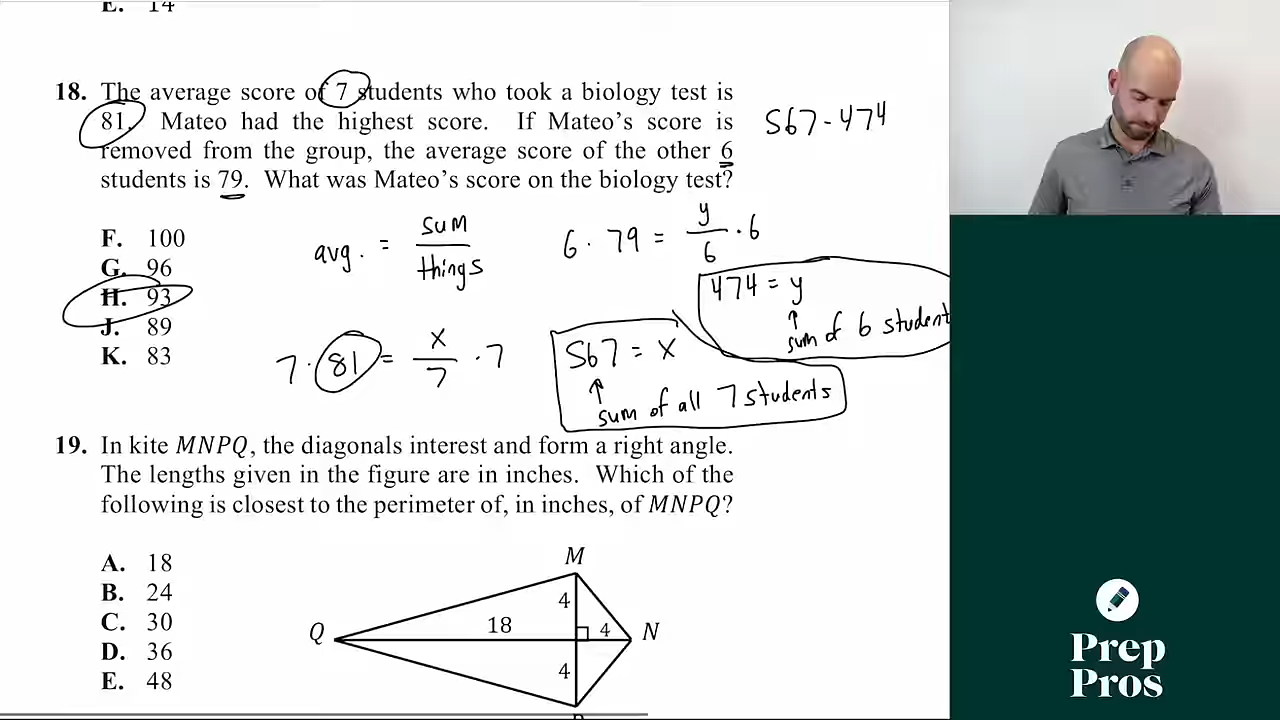 E. 14
18. The average score of 7 students who took a biology test is
81. Mateo had the highest score. If Mateo's score is
removed from the group, the average score of the other 6
students is 79. What was Mateo's score on the biology test?
567 - 474
F. 100
G. 96
H. 93
J. 89
K. 83
avg. = sum
things
6 · 79 = y/6 · 6
474 = y
↑
sum of 6 student
7 · 81 = x/7 · 7
567 = x
↑
sum of all 7 students
19. In kite MNPQ, the diagonals interest and form a right angle.
The lengths given in the figure are in inches. Which of the
following is closest to the perimeter of, in inches, of MNPQ?
A. 18
B. 24
C. 30
D. 36
E. 48
M
4
Q
18
4
N
4
Prep
Pros